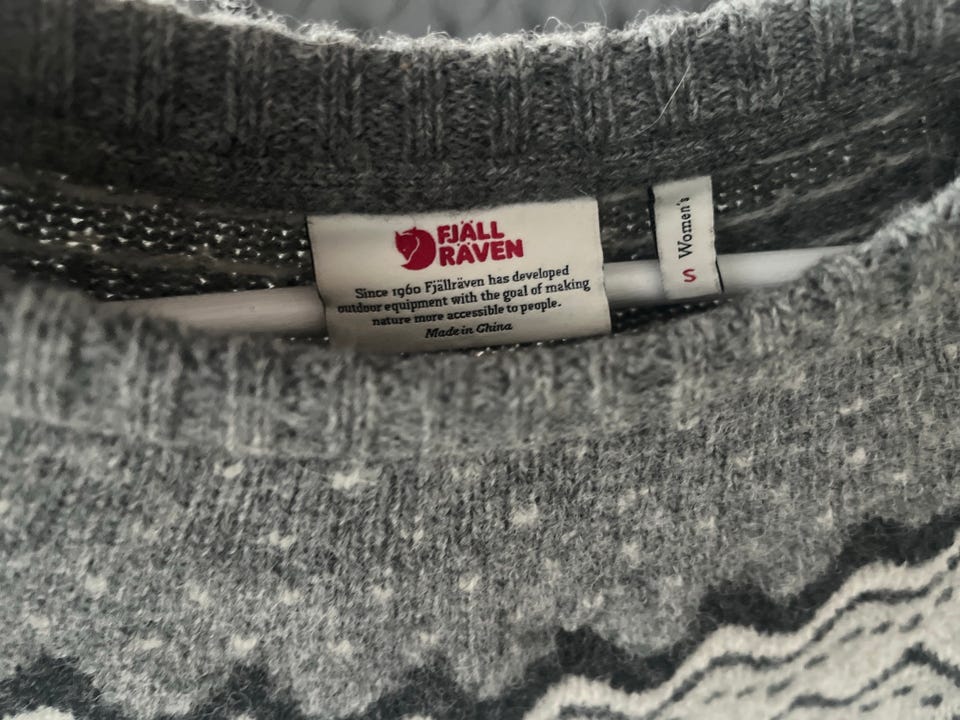 FJÄLL
RÄVEN
Since 1960 Fjällräven has developed
outdoor equipment with the goal of making
nature more accessible to people.
Made in China
Women's
S